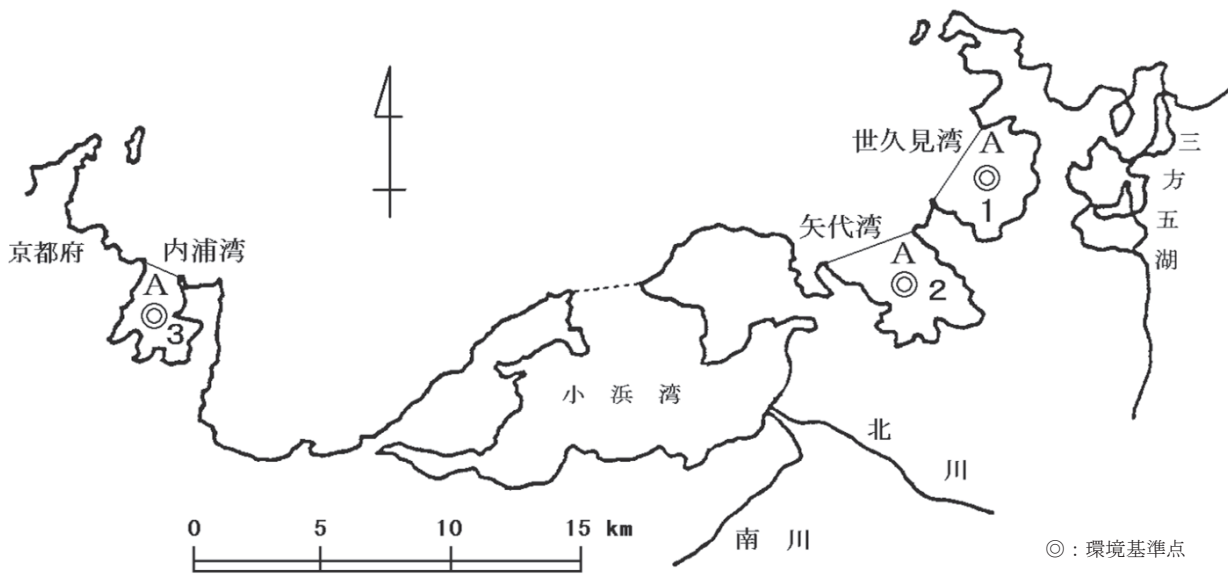 世久見湾
A
1
三方五湖
矢代湾
A
2
京都府
内浦湾
A
3
小浜湾
北川
南川
0 5 10 15 km
◎:環境基準点